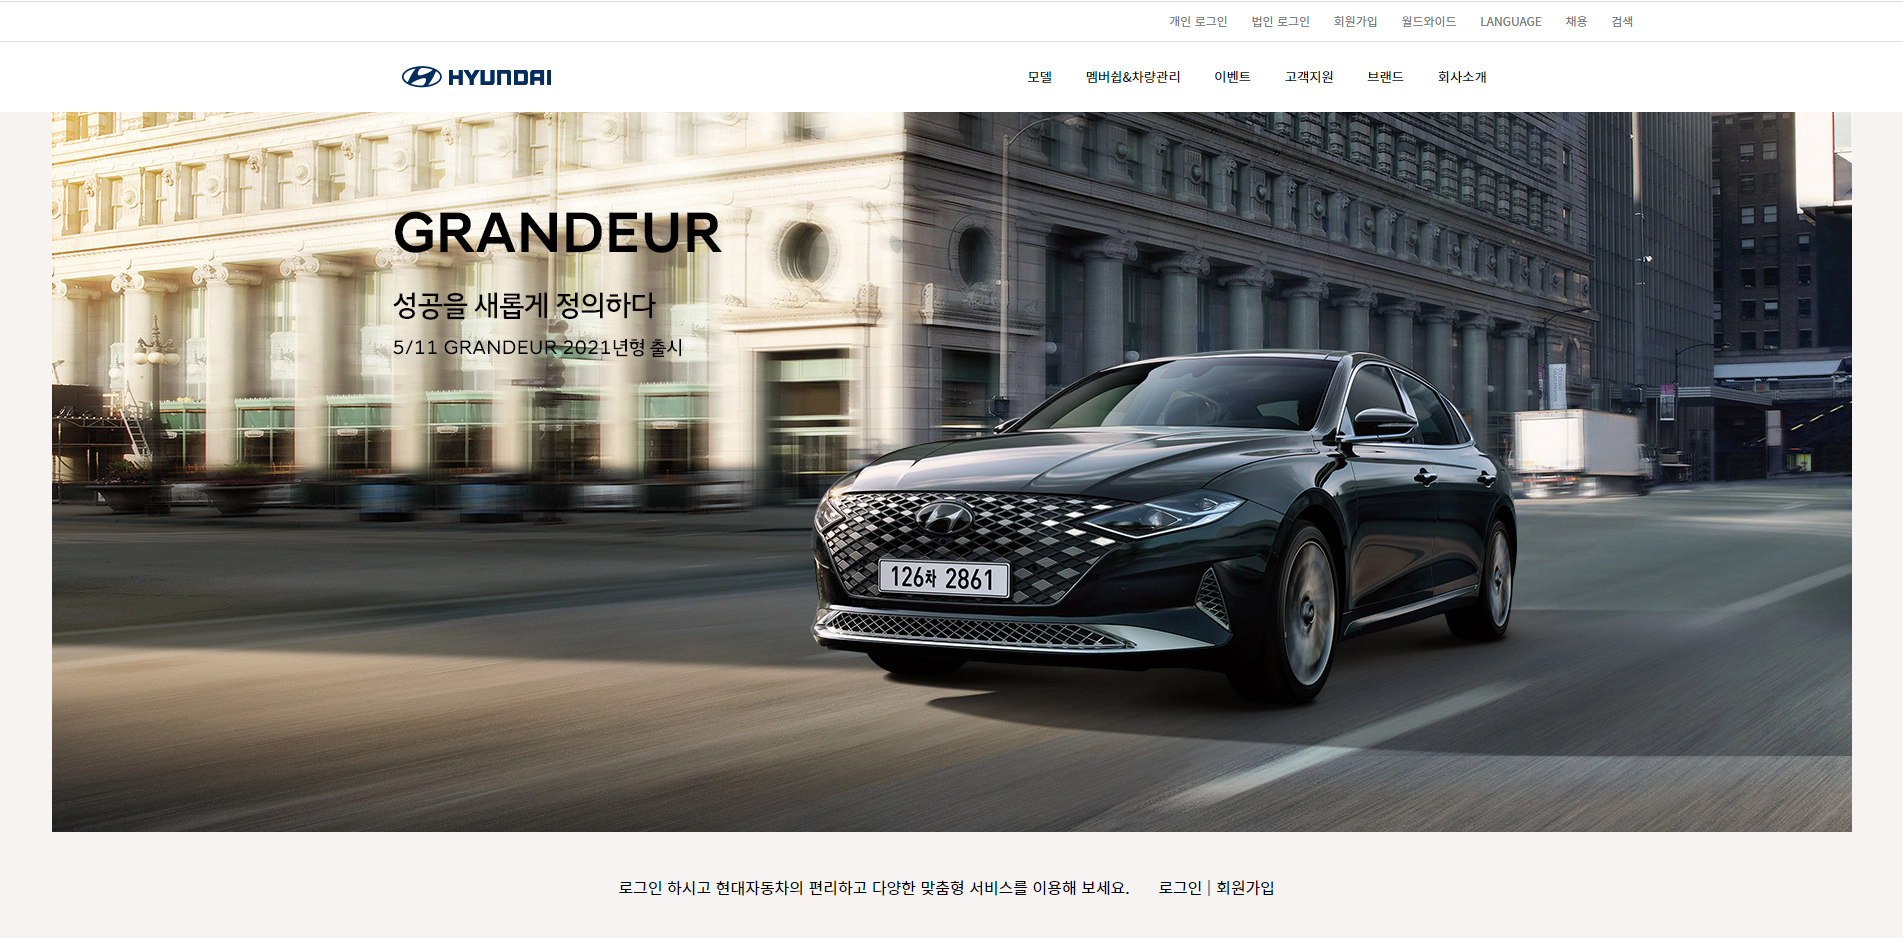 개인 로그인 법인 로그인 회원가입 월드와이드 LANGUAGE 채용 검색
HYUNDAI 모델 멤버쉽&차량관리 이벤트 고객지원 브랜드 회사소개
GRANDEUR
성공을 새롭게 정의하다
5/11 GRANDEUR 2021년형 출시
126차 2861
로그인 하시고 현대자동차의 편리하고 다양한 맞춤형 서비스를 이용해 보세요. 로그인 | 회원가입